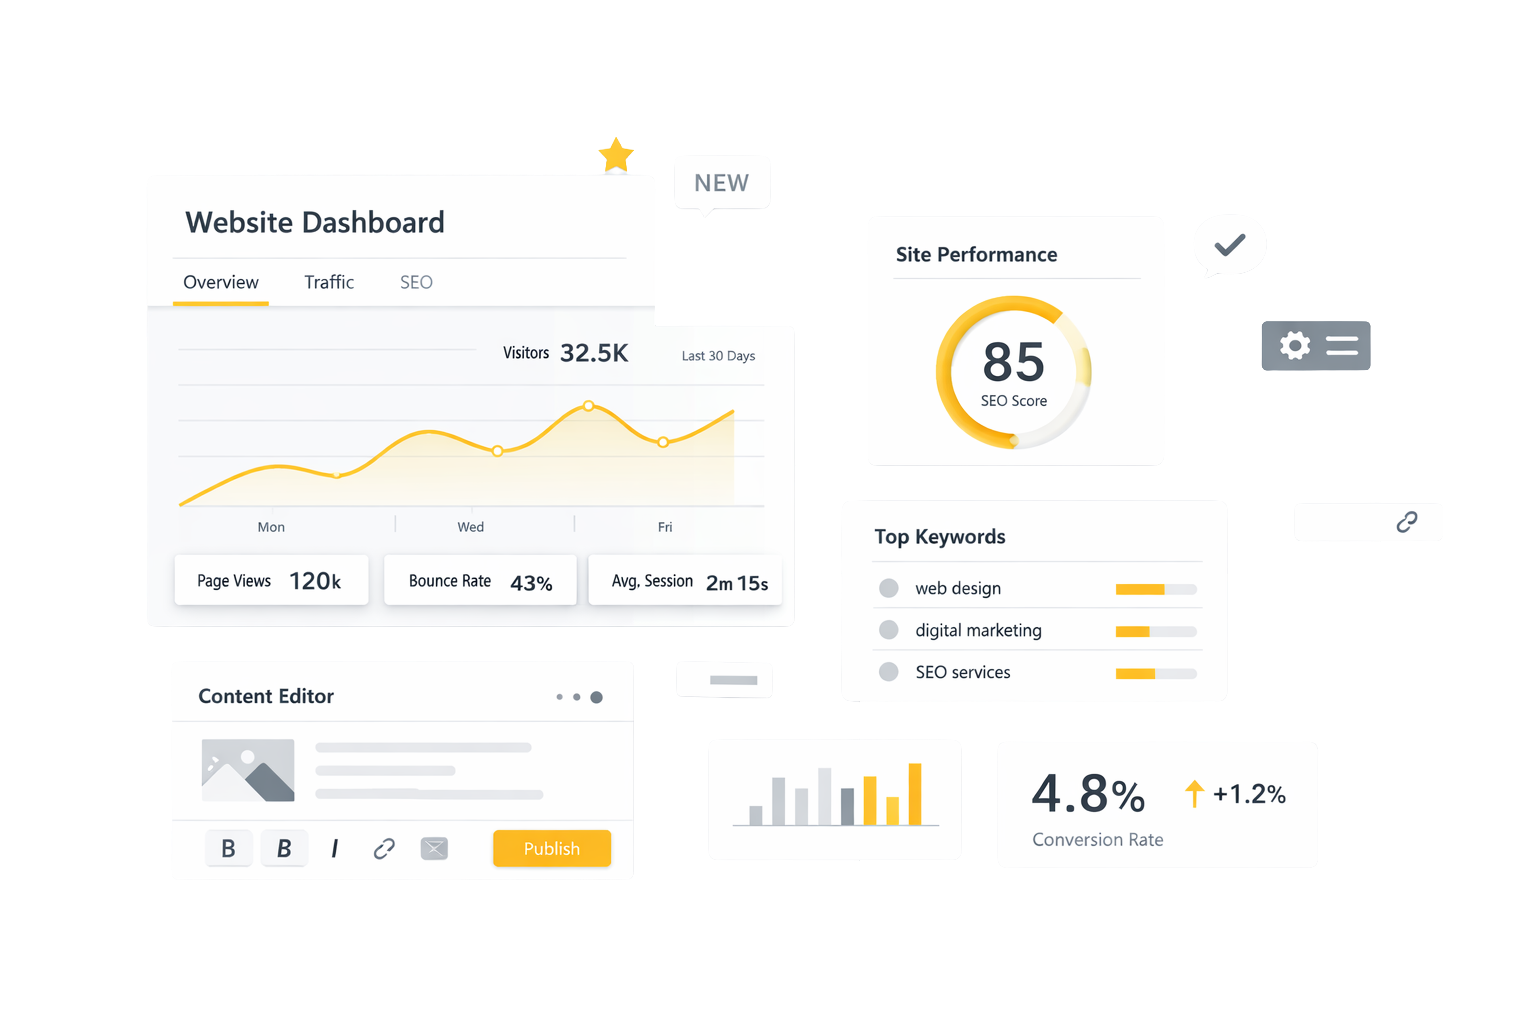 NEW
Website Dashboard
Overview Traffic SEO
Visitors 32.5K Last 30 Days
Mon Wed Fri
Page Views 120k
Bounce Rate 43%
Avg, Session 2m 15s
Site Performance
85
SEO Score
Top Keywords
web design
digital marketing
SEO services
Content Editor
B B I
Publish
4.8% +1.2%
Conversion Rate